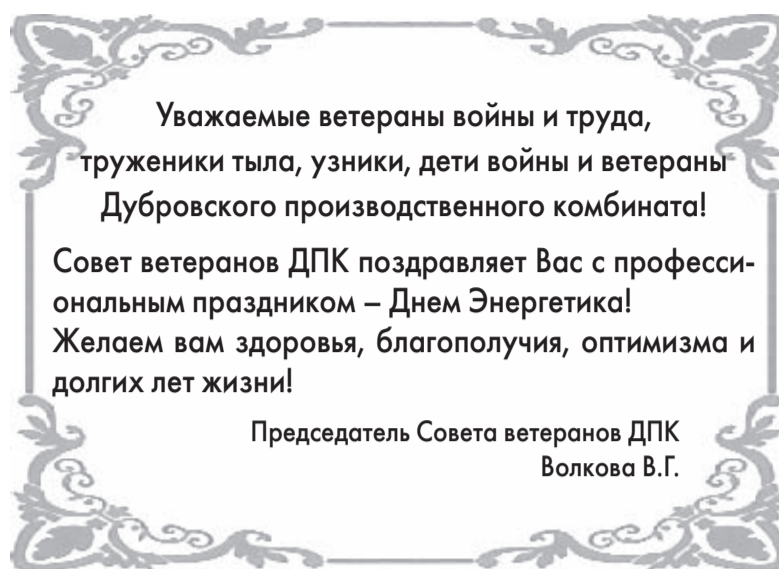 Уважаемые ветераны войны и труда,
труженики тыла, узники, дети войны и ветераны
Дубровского производственного комбината!
Совет ветеранов ДПК поздравляет Вас с професси-
ональным праздником – Днем Энергетика!
Желаем вам здоровья, благополучия, оптимизма и
долгих лет жизни!
Председатель Совета ветеранов ДПК
Волкова В.Г.